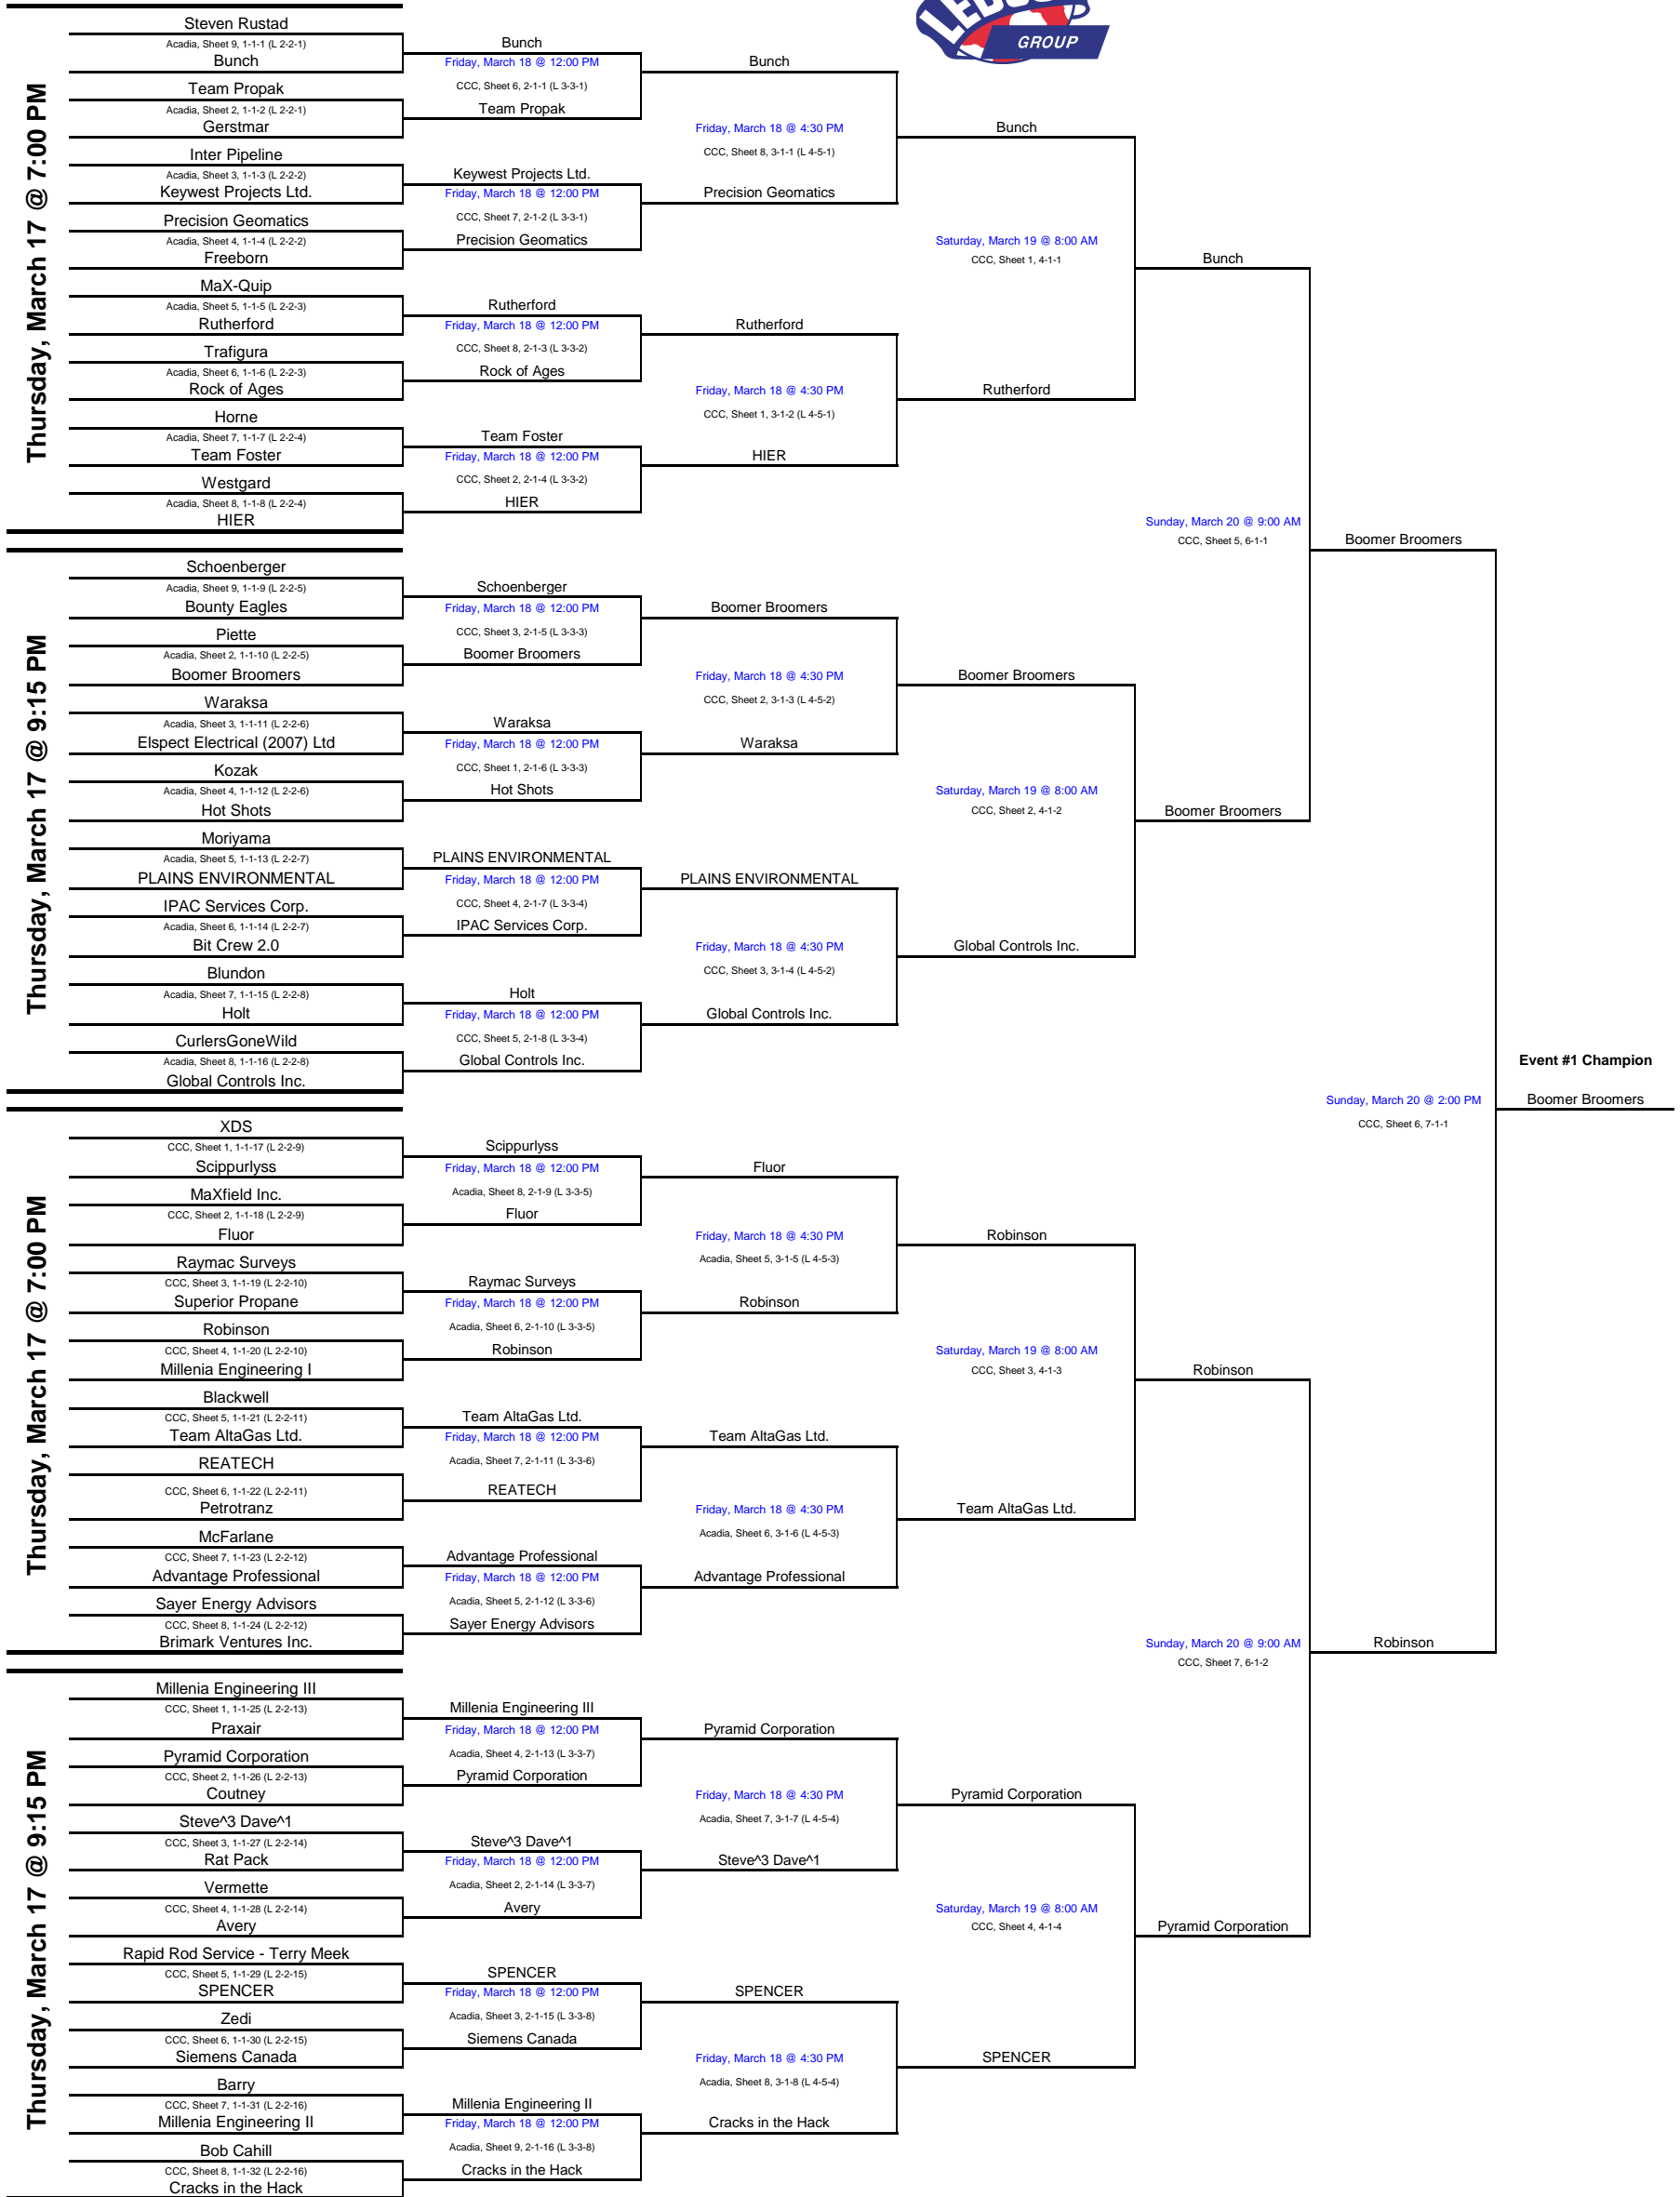 LEDCOR
GROUP
Thursday, March 17 @ 7:00 PM
Steven Rustad
Acadia, Sheet 9, 1-1-1 (L 2-2-1)
Bunch
Team Propak
Acadia, Sheet 2, 1-1-2 (L 2-2-1)
Gerstmar
Inter Pipeline
Acadia, Sheet 3, 1-1-3 (L 2-2-2)
Keywest Projects Ltd.
Precision Geomatics
Acadia, Sheet 4, 1-1-4 (L 2-2-2)
Freeborn
MaX-Quip
Acadia, Sheet 5, 1-1-5 (L 2-2-3)
Rutherford
Trafigura
Acadia, Sheet 6, 1-1-6 (L 2-2-3)
Rock of Ages
Horne
Acadia, Sheet 7, 1-1-7 (L 2-2-4)
Team Foster
Westgard
Acadia, Sheet 8, 1-1-8 (L 2-2-4)
HIER
Thursday, March 17 @ 9:15 PM
Schoenberger
Acadia, Sheet 9, 1-1-9 (L 2-2-5)
Bounty Eagles
Piette
Acadia, Sheet 2, 1-1-10 (L 2-2-5)
Boomer Broomers
Waraksa
Acadia, Sheet 3, 1-1-11 (L 2-2-6)
Elspect Electrical (2007) Ltd
Kozak
Acadia, Sheet 4, 1-1-12 (L 2-2-6)
Hot Shots
Moriyama
Acadia, Sheet 5, 1-1-13 (L 2-2-7)
PLAINS ENVIRONMENTAL
IPAC Services Corp.
Acadia, Sheet 6, 1-1-14 (L 2-2-7)
Bit Crew 2.0
Blundon
Acadia, Sheet 7, 1-1-15 (L 2-2-8)
Holt
CurlersGoneWild
Acadia, Sheet 8, 1-1-16 (L 2-2-8)
Global Controls Inc.
Thursday, March 17 @ 7:00 PM
XDS
CCC, Sheet 1, 1-1-17 (L 2-2-9)
Scippurlyss
MaXfield Inc.
CCC, Sheet 2, 1-1-18 (L 2-2-9)
Fluor
Raymac Surveys
CCC, Sheet 3, 1-1-19 (L 2-2-10)
Superior Propane
Robinson
CCC, Sheet 4, 1-1-20 (L 2-2-10)
Millenia Engineering I
Blackwell
CCC, Sheet 5, 1-1-21 (L 2-2-11)
Team AltaGas Ltd.
REATECH
CCC, Sheet 6, 1-1-22 (L 2-2-11)
Petrotranz
McFarlane
CCC, Sheet 7, 1-1-23 (L 2-2-12)
Advantage Professional
Sayer Energy Advisors
CCC, Sheet 8, 1-1-24 (L 2-2-12)
Brimark Ventures Inc.
Thursday, March 17 @ 9:15 PM
Millenia Engineering III
CCC, Sheet 1, 1-1-25 (L 2-2-13)
Praxair
Pyramid Corporation
CCC, Sheet 2, 1-1-26 (L 2-2-13)
Coutney
Steve^3 Dave^1
CCC, Sheet 3, 1-1-27 (L 2-2-14)
Rat Pack
Vermette
CCC, Sheet 4, 1-1-28 (L 2-2-14)
Avery
Rapid Rod Service - Terry Meek
CCC, Sheet 5, 1-1-29 (L 2-2-15)
SPENCER
Zedi
CCC, Sheet 6, 1-1-30 (L 2-2-15)
Siemens Canada
Barry
CCC, Sheet 7, 1-1-31 (L 2-2-16)
Millenia Engineering II
Bob Cahill
CCC, Sheet 8, 1-1-32 (L 2-2-16)
Cracks in the Hack
Bunch
Friday, March 18 @ 12:00 PM
CCC, Sheet 6, 2-1-1 (L 3-3-1)
Team Propak
Keywest Projects Ltd.
Friday, March 18 @ 12:00 PM
CCC, Sheet 7, 2-1-2 (L 3-3-1)
Precision Geomatics
Rutherford
Friday, March 18 @ 12:00 PM
CCC, Sheet 8, 2-1-3 (L 3-3-2)
Rock of Ages
Team Foster
Friday, March 18 @ 12:00 PM
CCC, Sheet 2, 2-1-4 (L 3-3-2)
HIER
Schoenberger
Friday, March 18 @ 12:00 PM
CCC, Sheet 3, 2-1-5 (L 3-3-3)
Boomer Broomers
Waraksa
Friday, March 18 @ 12:00 PM
CCC, Sheet 1, 2-1-6 (L 3-3-3)
Hot Shots
PLAINS ENVIRONMENTAL
Friday, March 18 @ 12:00 PM
CCC, Sheet 4, 2-1-7 (L 3-3-4)
IPAC Services Corp.
Holt
Friday, March 18 @ 12:00 PM
CCC, Sheet 5, 2-1-8 (L 3-3-4)
Global Controls Inc.
Scippurlyss
Friday, March 18 @ 12:00 PM
Acadia, Sheet 8, 2-1-9 (L 3-3-5)
Fluor
Raymac Surveys
Friday, March 18 @ 12:00 PM
Acadia, Sheet 6, 2-1-10 (L 3-3-5)
Robinson
Team AltaGas Ltd.
Friday, March 18 @ 12:00 PM
Acadia, Sheet 7, 2-1-11 (L 3-3-6)
REATECH
Advantage Professional
Friday, March 18 @ 12:00 PM
Acadia, Sheet 5, 2-1-12 (L 3-3-6)
Sayer Energy Advisors
Millenia Engineering III
Friday, March 18 @ 12:00 PM
Acadia, Sheet 4, 2-1-13 (L 3-3-7)
Pyramid Corporation
Steve^3 Dave^1
Friday, March 18 @ 12:00 PM
Acadia, Sheet 2, 2-1-14 (L 3-3-7)
Avery
SPENCER
Friday, March 18 @ 12:00 PM
Acadia, Sheet 3, 2-1-15 (L 3-3-8)
Siemens Canada
Millenia Engineering II
Friday, March 18 @ 12:00 PM
Acadia, Sheet 9, 2-1-16 (L 3-3-8)
Cracks in the Hack
Bunch
Friday, March 18 @ 4:30 PM
CCC, Sheet 8, 3-1-1 (L 4-5-1)
Precision Geomatics
Rutherford
Friday, March 18 @ 4:30 PM
CCC, Sheet 1, 3-1-2 (L 4-5-1)
HIER
Boomer Broomers
Friday, March 18 @ 4:30 PM
CCC, Sheet 2, 3-1-3 (L 4-5-2)
Waraksa
PLAINS ENVIRONMENTAL
Friday, March 18 @ 4:30 PM
CCC, Sheet 3, 3-1-4 (L 4-5-2)
Global Controls Inc.
Fluor
Friday, March 18 @ 4:30 PM
Acadia, Sheet 5, 3-1-5 (L 4-5-3)
Robinson
Team AltaGas Ltd.
Friday, March 18 @ 4:30 PM
Acadia, Sheet 6, 3-1-6 (L 4-5-3)
Advantage Professional
Pyramid Corporation
Friday, March 18 @ 4:30 PM
Acadia, Sheet 7, 3-1-7 (L 4-5-4)
Steve^3 Dave^1
SPENCER
Friday, March 18 @ 4:30 PM
Acadia, Sheet 8, 3-1-8 (L 4-5-4)
Cracks in the Hack
Bunch
Saturday, March 19 @ 8:00 AM
CCC, Sheet 1, 4-1-1
Rutherford
Boomer Broomers
Saturday, March 19 @ 8:00 AM
CCC, Sheet 2, 4-1-2
Global Controls Inc.
Robinson
Saturday, March 19 @ 8:00 AM
CCC, Sheet 3, 4-1-3
Team AltaGas Ltd.
Pyramid Corporation
Saturday, March 19 @ 8:00 AM
CCC, Sheet 4, 4-1-4
SPENCER
Bunch
Sunday, March 20 @ 9:00 AM
CCC, Sheet 5, 6-1-1
Boomer Broomers
Robinson
Sunday, March 20 @ 9:00 AM
CCC, Sheet 7, 6-1-2
Pyramid Corporation
Boomer Broomers
Sunday, March 20 @ 2:00 PM
CCC, Sheet 6, 7-1-1
Robinson
Event #1 Champion
Boomer Broomers